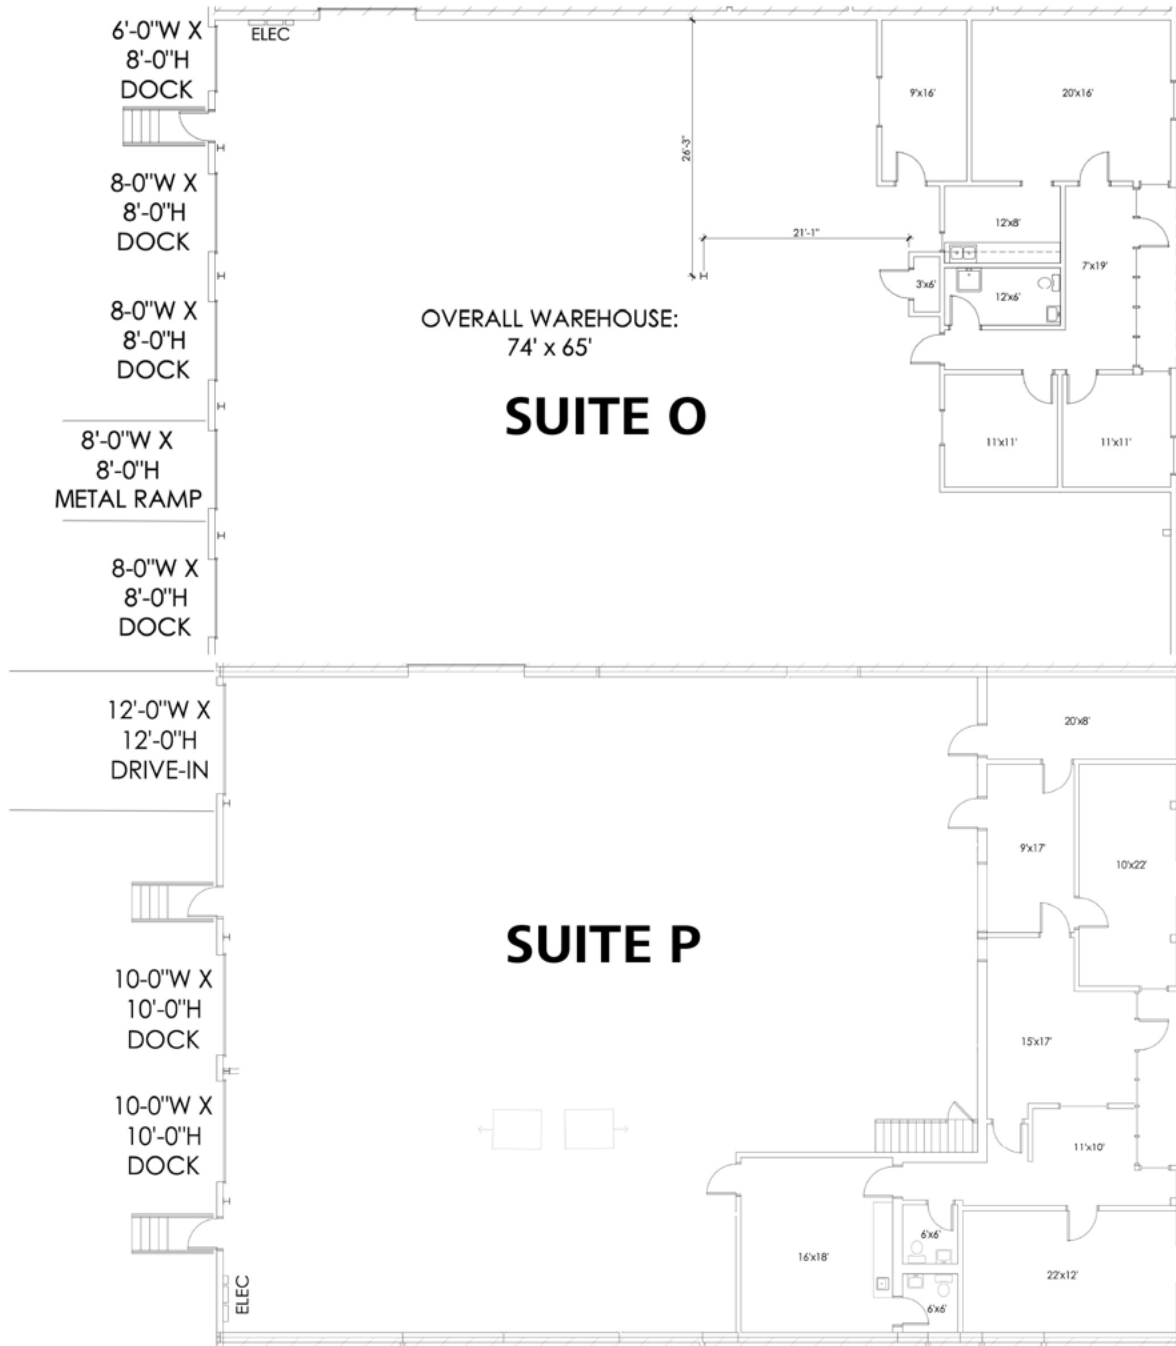 6'-0"W X
8'-0"H
DOCK
ELEC
9'x16'
20'x16'
26'-3"
8-0"W X
8'-0"H
DOCK
12'x8'
21'-1"
7'x19'
3'x6'
12'x6'
8-0"W X
8'-0"H
DOCK
OVERALL WAREHOUSE:
74' x 65'
SUITE O
8'-0"W X
8'-0"H
METAL RAMP
11'x11'
11'x11'
8-0"W X
8'-0"H
DOCK
12'-0"W X
12'-0"H
DRIVE-IN
20'x8'
9'x17'
10'x22'
SUITE P
10-0"W X
10'-0"H
DOCK
15'x17'
10-0"W X
10'-0"H
DOCK
11'x10'
6'x6'
16'x18'
22'x12'
ELEC
6'x6'